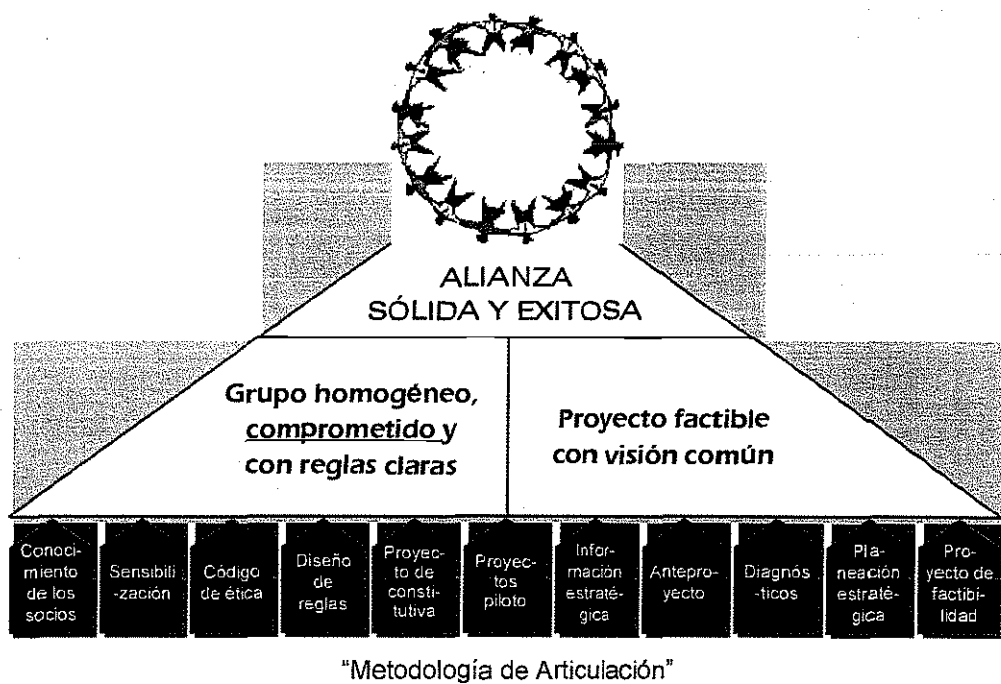 ALIANZA
SÓLIDA Y EXITOSA
Grupo homogéneo,
comprometido y
con reglas claras
Proyecto factible
con visión común
Conoci-
miento
de los
socios
Sensibili
-zación
Código
de ética
Diseño
de
reglas
Proyec-
to de
consti-
tutiva
Proyec-
tos
piloto
Infor-
mación
estraté-
gica
Antepro-
yecto
Diagnós
-ticos
Pla-
neación
estraté-
gica
Pro-
yecto de
factibi-
lidad
“Metodología de Articulación”